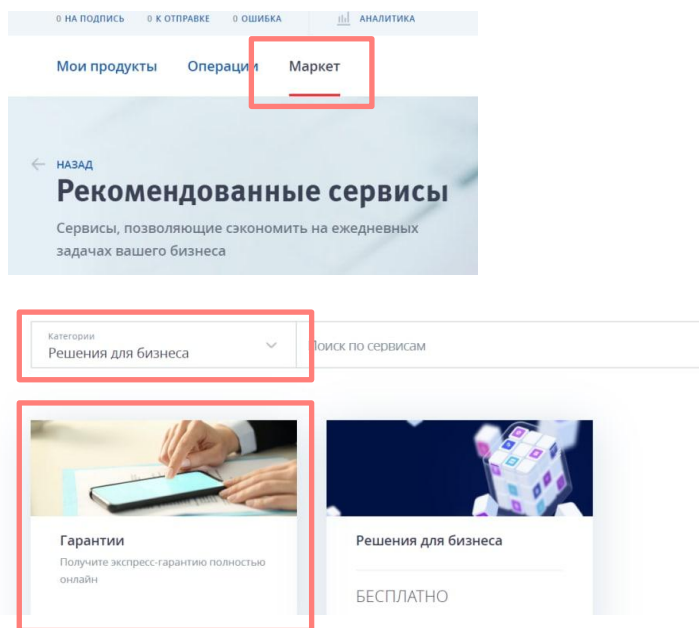 0 НА ПОДПИСЬ 0 К ОТПРАВКЕ 0 ОШИБКА АНАЛИТИКА
Мои продукты Операции Маркет
НАЗАД
Рекомендованные сервисы
Сервисы, позволяющие сэкономить на ежедневных
задачах вашего бизнеса
Категории
Решения для бизнеса
Поиск по сервисам
Гарантии
Получите экспресс-гарантию полностью
онлайн
Решения для бизнеса
БЕСПЛАТНО